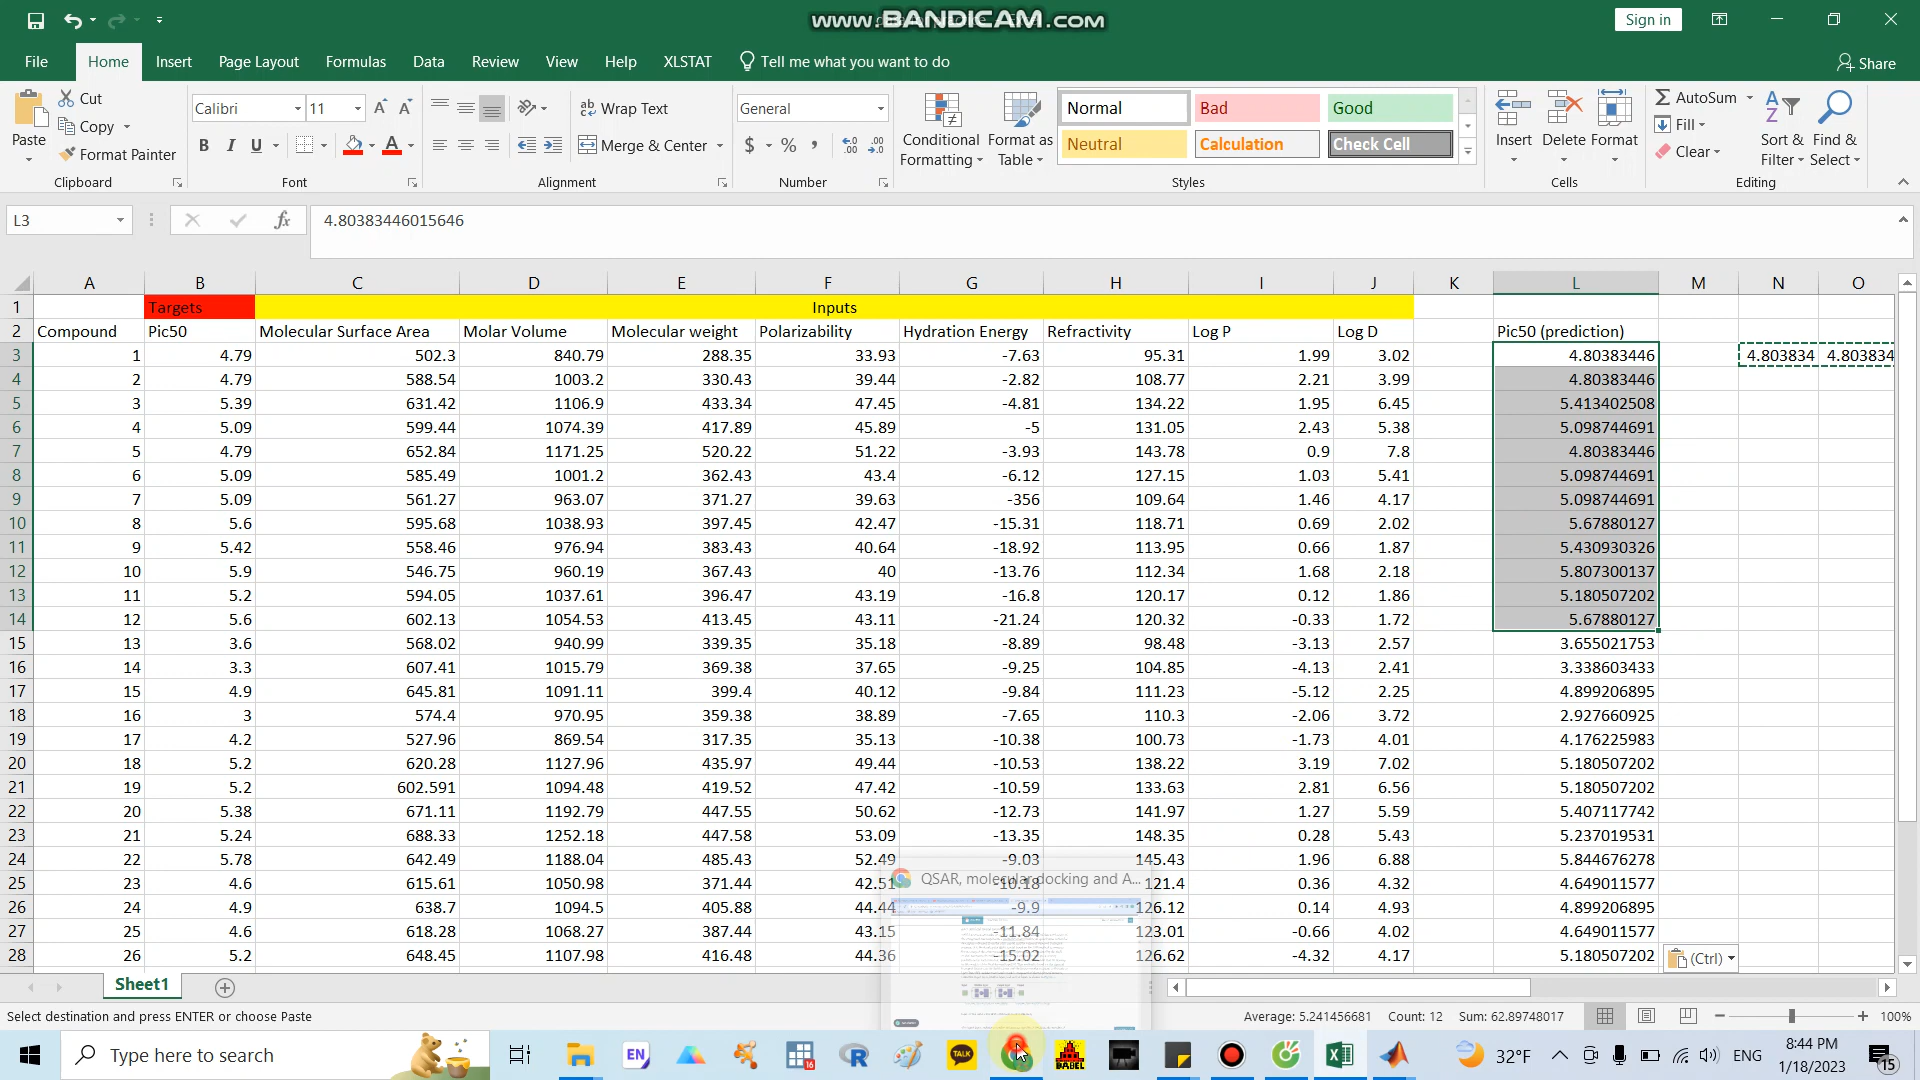 www.BANDICAM.com
Sign in
File Home Insert Page Layout Formulas Data Review View Help XLSTAT Tell me what you want to do
Share
Paste
Cut
Copy
Format Painter
Clipboard
Calibri 11
B I U
Font
Wrap Text
Merge & Center
Alignment
General
$ % ,
Number
Conditional Formatting
Format as Table
Normal Bad Good
Neutral Calculation Check Cell
Styles
Insert Delete Format
Cells
AutoSum
Fill
Clear
Sort & Filter
Find & Select
Editing
L3 fx 4.80383446015646
A B C D E F G H I J K L M N O
1 Targets Inputs
2 Compound Pic50 Molecular Surface Area Molar Volume Molecular weight Polarizability Hydration Energy Refractivity Log P Log D Pic50 (prediction)
3 1 4.79 502.3 840.79 288.35 33.93 -7.63 95.31 1.99 3.02 4.80383446 4.803834 4.803834
4 2 4.79 588.54 1003.2 330.43 39.44 -2.82 108.77 2.21 3.99 4.80383446
5 3 5.39 631.42 1106.9 433.34 47.45 -4.81 134.22 1.95 6.45 5.413402508
6 4 5.09 599.44 1074.39 417.89 45.89 -5 131.05 2.43 5.38 5.098744691
7 5 4.79 652.84 1171.25 520.22 51.22 -3.93 143.78 0.9 7.8 4.80383446
8 6 5.09 585.49 1001.2 362.43 43.4 -6.12 127.15 1.03 5.41 5.098744691
9 7 5.09 561.27 963.07 371.27 39.63 -356 109.64 1.46 4.17 5.098744691
10 8 5.6 595.68 1038.93 397.45 42.47 -15.31 118.71 0.69 2.02 5.67880127
11 9 5.42 558.46 976.94 383.43 40.64 -18.92 113.95 0.66 1.87 5.430930326
12 10 5.9 546.75 960.19 367.43 40 -13.76 112.34 1.68 2.18 5.807300137
13 11 5.2 594.05 1037.61 396.47 43.19 -16.8 120.17 0.12 1.86 5.180507202
14 12 5.6 602.13 1054.53 413.45 43.11 -21.24 120.32 -0.33 1.72 5.67880127
15 13 3.6 568.02 940.99 339.35 35.18 -8.89 98.48 -3.13 2.57 3.655021753
16 14 3.3 607.41 1015.79 369.38 37.65 -9.25 104.85 -4.13 2.41 3.338603433
17 15 4.9 645.81 1091.11 399.4 40.12 -9.84 111.23 -5.12 2.25 4.899206895
18 16 3 574.4 970.95 359.38 38.89 -7.65 110.3 -2.06 3.72 2.927660925
19 17 4.2 527.96 869.54 317.35 35.13 -10.38 100.73 -1.73 4.01 4.176225983
20 18 5.2 620.28 1127.96 435.97 49.44 -10.53 138.22 3.19 7.02 5.180507202
21 19 5.2 602.591 1094.48 419.52 47.42 -10.59 133.63 2.81 6.56 5.180507202
22 20 5.38 671.11 1192.79 447.55 50.62 -12.73 141.97 1.27 5.59 5.407117742
23 21 5.24 688.33 1252.18 447.58 53.09 -13.35 148.35 0.28 5.43 5.237019531
24 22 5.78 642.49 1188.04 485.43 52.49 -9.03 145.43 1.96 6.88 5.844676278
25 23 4.6 615.61 1050.98 371.44 42.51 -10.18 121.4 0.36 4.32 4.649011577
26 24 4.9 638.7 1094.5 405.88 44.44 -9.9 126.12 0.14 4.93 4.899206895
27 25 4.6 618.28 1068.27 387.44 43.15 -11.84 123.01 -0.66 4.02 4.649011577
28 26 5.2 648.45 1107.98 416.48 44.36 -15.02 126.62 -4.32 4.17 5.180507202
QSAR, molecular docking and A...
(Ctrl)
Sheet1
Select destination and press ENTER or choose Paste Average: 5.241456681 Count: 12 Sum: 62.89748017 100%
Type here to search
EN
16
R
TALK
BABEL
32°F
ENG
8:44 PM
1/18/2023
15